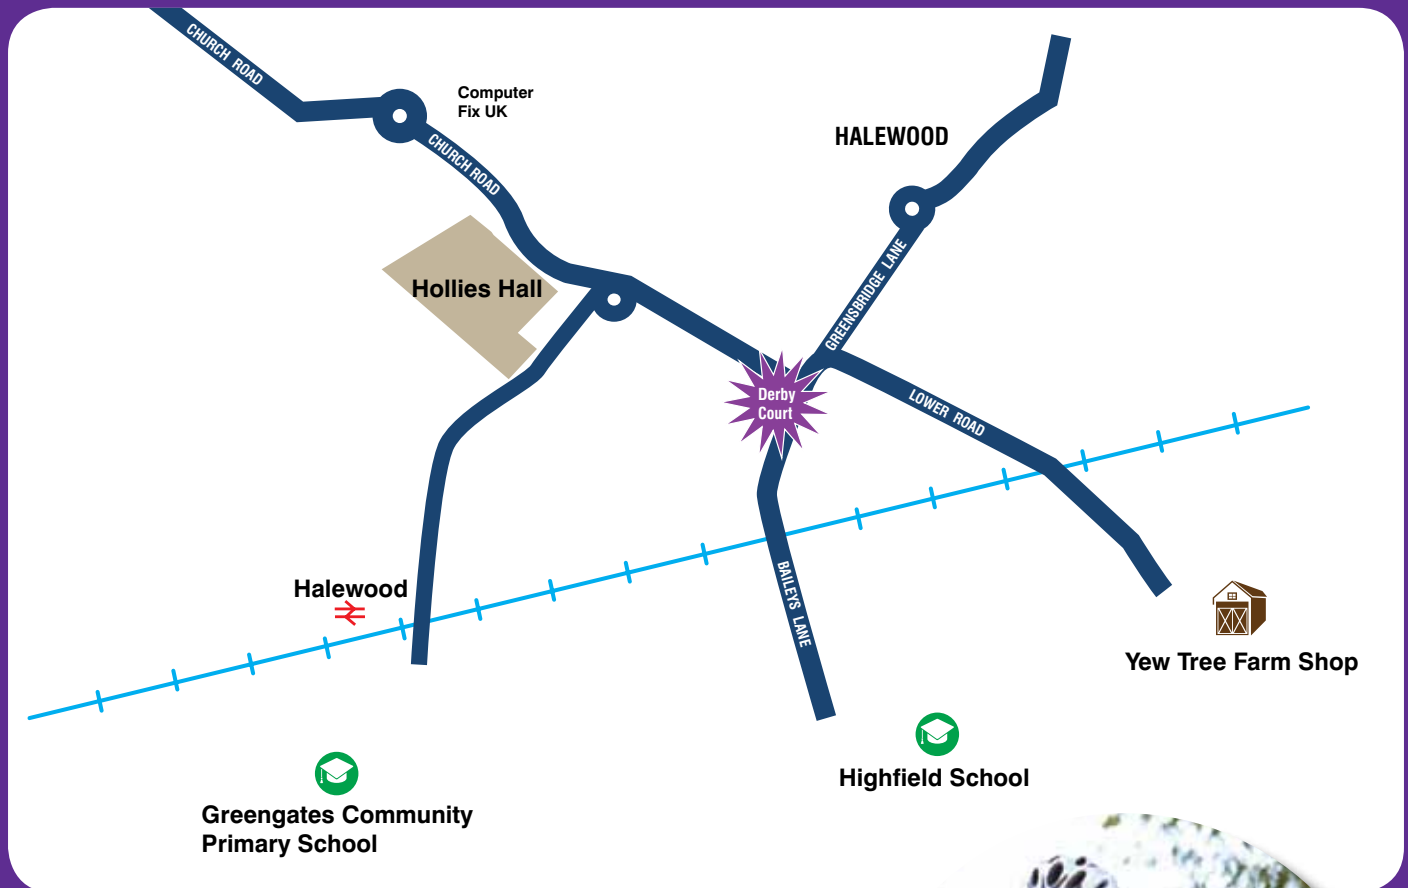 CHURCH ROAD
Computer
Fix UK
CHURCH ROAD
HALEWOOD
GREENSBRIDGE LANE
Hollies Hall
Derby
Court
LOWER ROAD
BAILEYS LANE
Halewood
Yew Tree Farm Shop
Highfield School
Greengates Community
Primary School